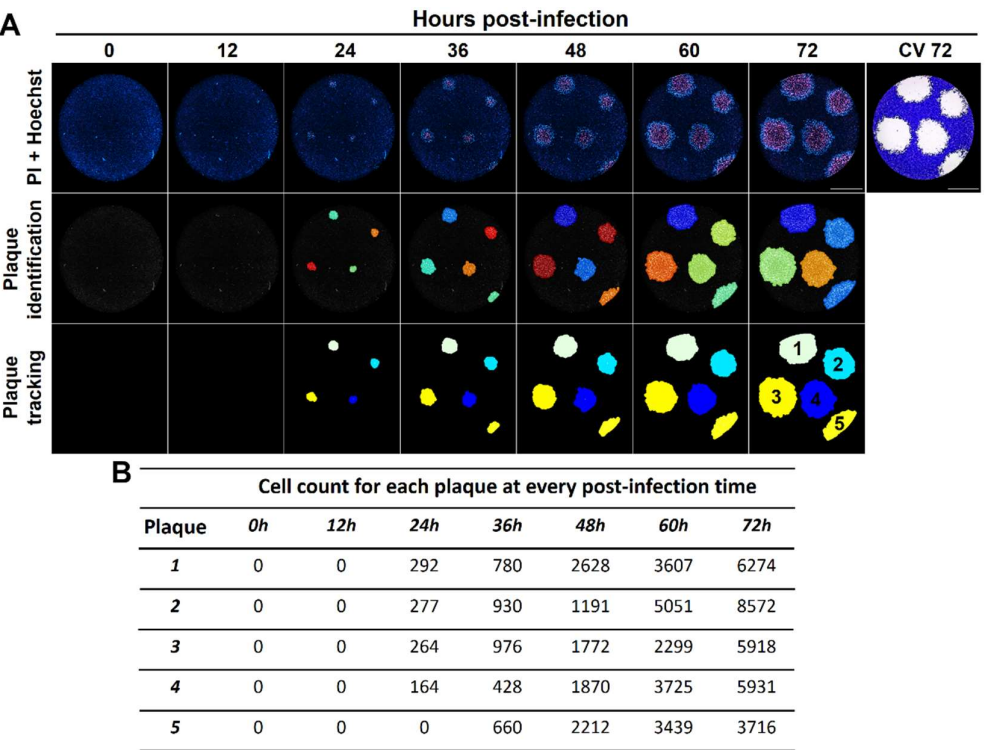 A
Hours post-infection
0 12 24 36 48 60 72 CV 72
PI + Hoechst
Plaque
identification
Plaque
tracking
1
2
3
4
5
B
Cell count for each plaque at every post-infection time
Plaque 0h 12h 24h 36h 48h 60h 72h
1 0 0 292 780 2628 3607 6274
2 0 0 277 930 1191 5051 8572
3 0 0 264 976 1772 2299 5918
4 0 0 164 428 1870 3725 5931
5 0 0 0 660 2212 3439 3716